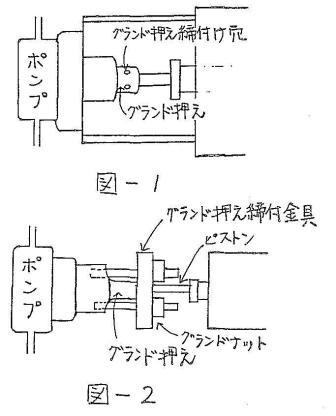 グランド押え締付け穴
ポンプ
グランド押え
図-1
グランド押え締付金具
ピストン
ポンプ
グランド押え
グランドナット
図-2